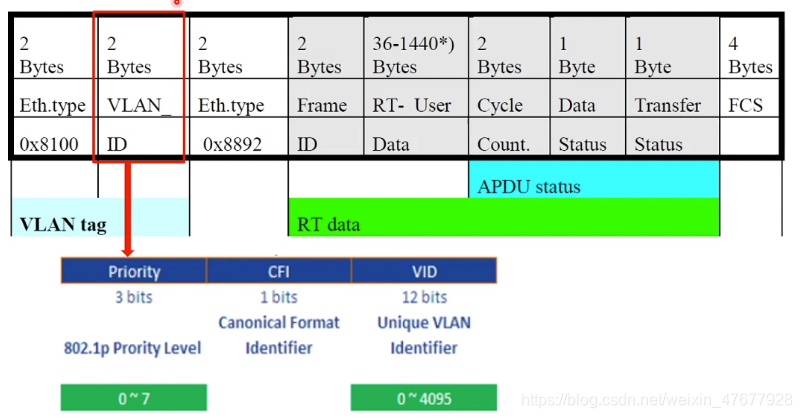 2 2 2 2 36-1440*) 2 1 1 4
Bytes Bytes Bytes Bytes Bytes Bytes Byte Byte Bytes
Eth.type VLAN_ Eth.type Frame RT- User Cycle Data Transfer FCS
0x8100 ID 0x8892 ID Data Count. Status Status
APDU status
VLAN tag RT data
Priority CFI VID
3 bits 1 bits 12 bits
Canonical Format Unique VLAN
802.1p Prority Level Identifier Identifier
0 ~ 7 0 ~ 4095
https://blog.csdn.net/weixin_47677928